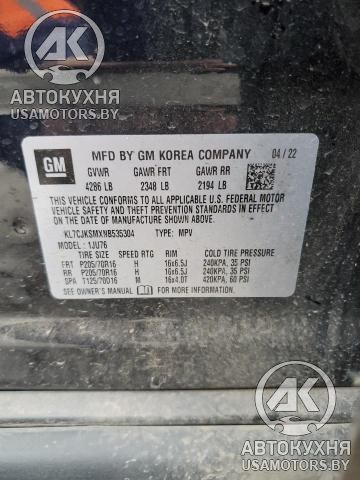 АК
АВТОКУХНЯ
USAMOTORS.BY
GM
MFD BY GM KOREA COMPANY 04 / 22
GVWR GAWR FRT GAWR RR
4286 LB 2348 LB 2194 LB
THIS VEHICLE CONFORMS TO ALL APPLICABLE U.S. FEDERAL MOTOR
VEHICLE SAFETY, BUMPER, AND THEFT PREVENTION STANDARDS IN
EFFECT ON THE DATE OF MANUFACTURE SHOWN ABOVE.
KL7CJKSMXNB535304 TYPE: MPV
MODEL: 1JU76
TIRE SIZE SPEED RTG RIM COLD TIRE PRESSURE
FRT P205/70R16 H 16x6.5J 240KPA, 35 PSI
RR P205/70R16 H 16x6.5J 240KPA, 35 PSI
SPA T125/70D16 M 16x4.0T 420KPA, 60 PSI
SEE OWNER'S MANUAL FOR MORE INFORMATION
АК
АВТОКУХНЯ
USAMOTORS.BY